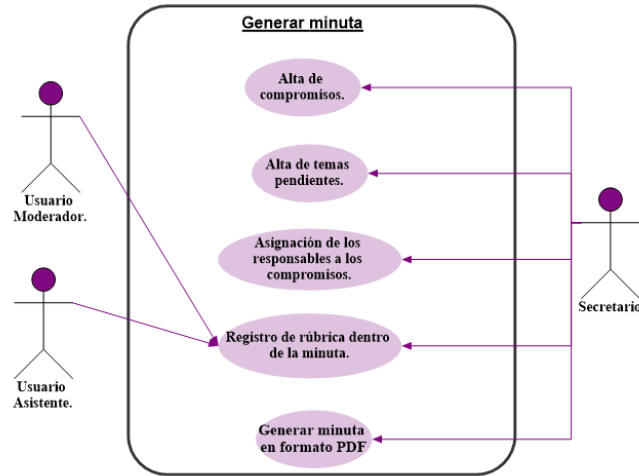 Generar minuta
Alta de
compromisos.
Alta de temas
pendientes.
Usuario
Moderador.
Asignación de los
responsables a los
compromisos.
Secretario
Registro de rúbrica dentro
de la minuta.
Usuario
Asistente.
Generar minuta
en formato PDF